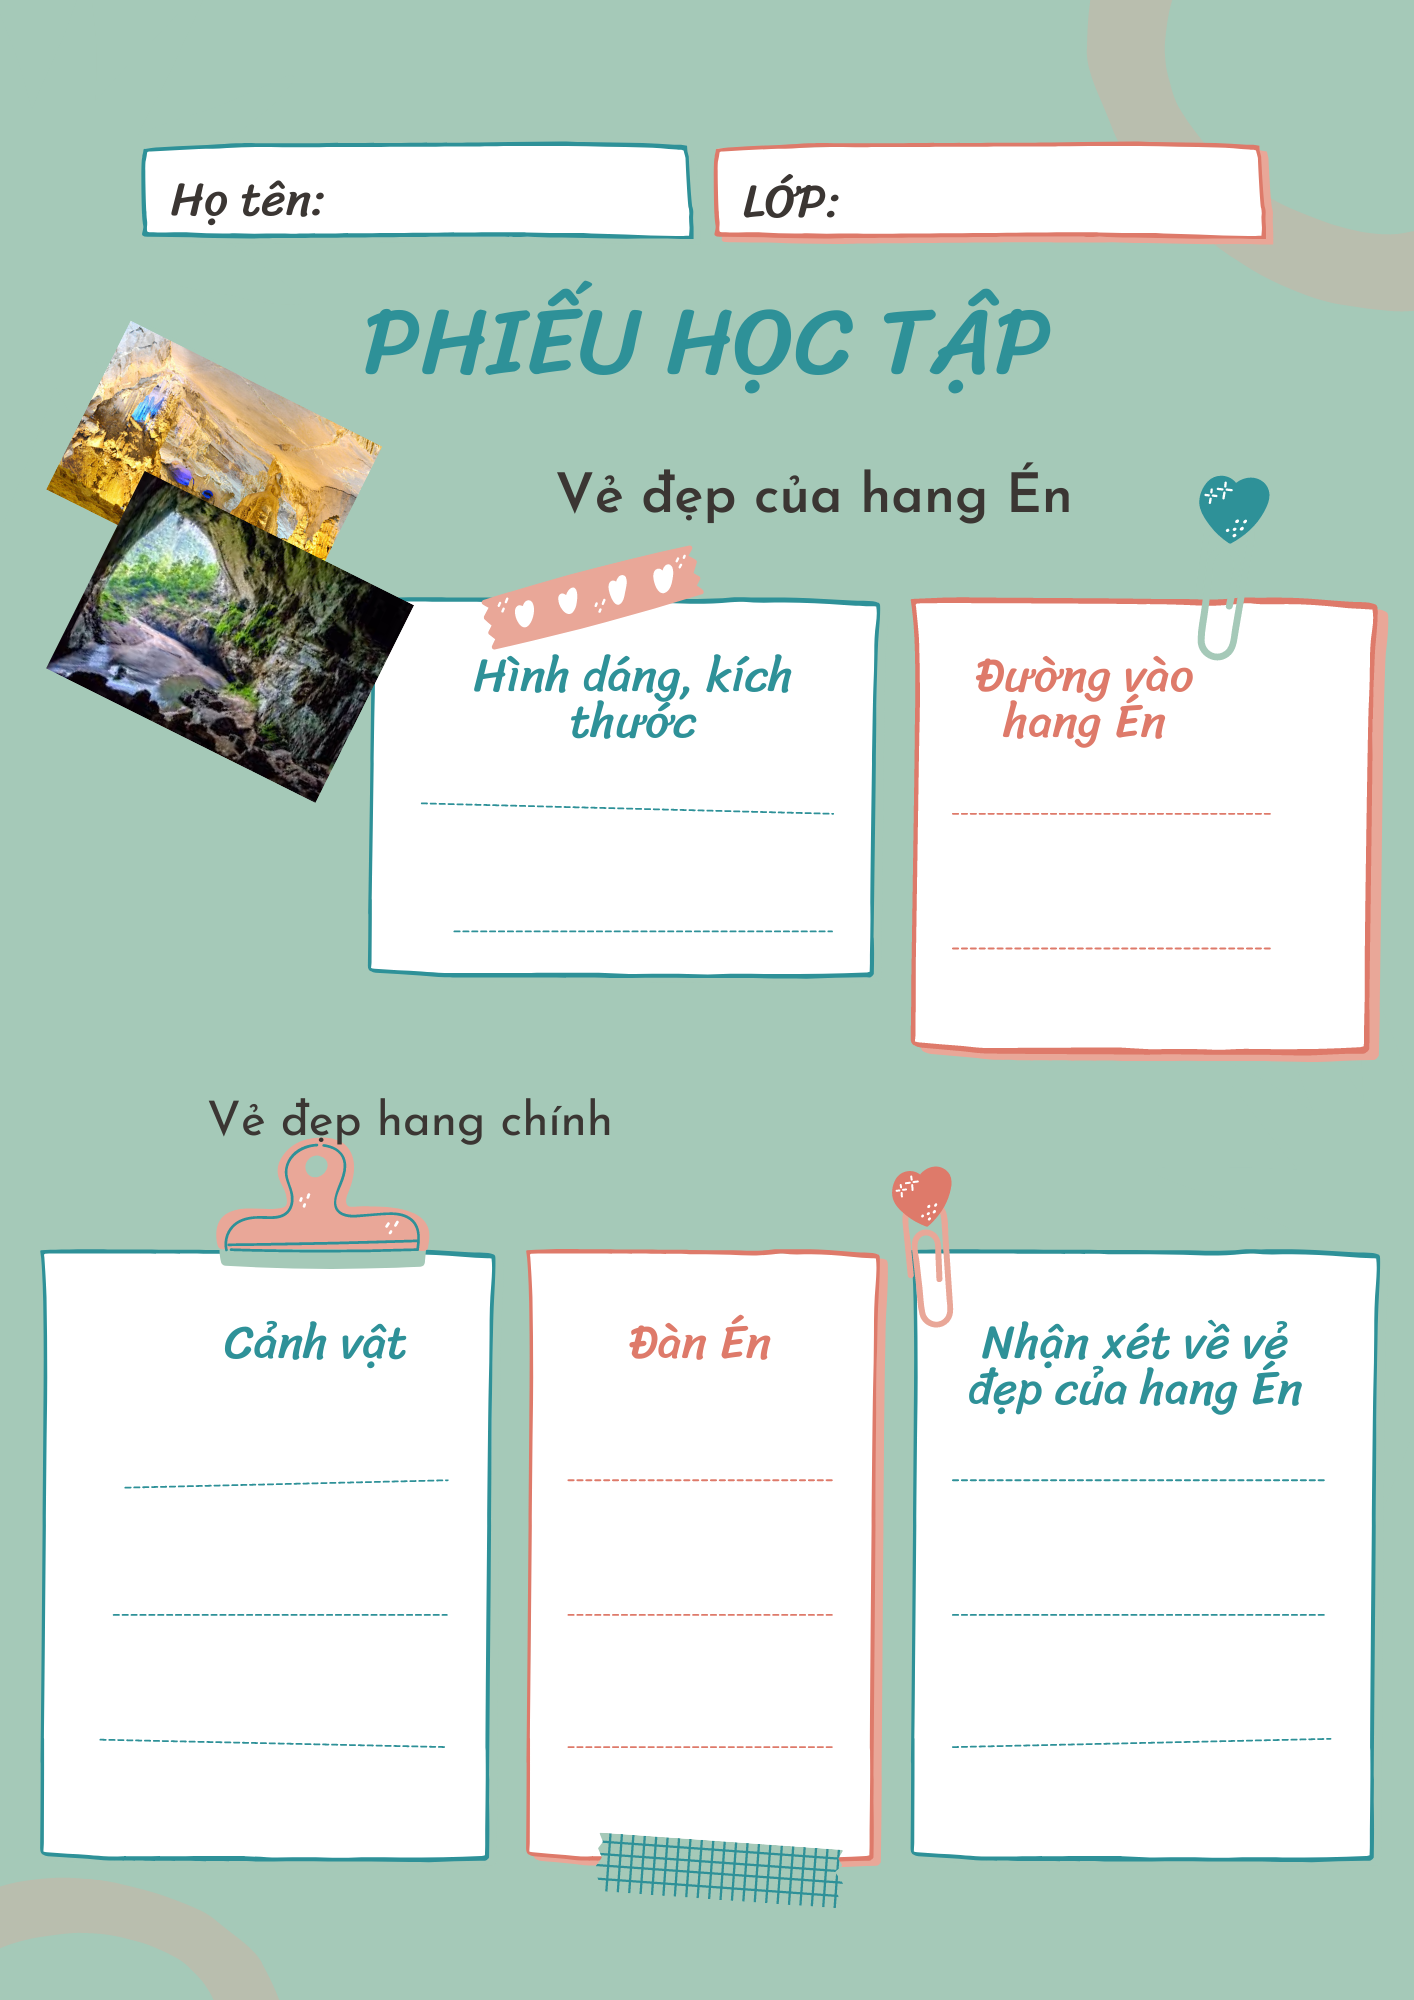 Họ tên:
LỚP:
PHIẾU HỌC TẬP
Vẻ đẹp của hang Én
Hình dáng, kích
thước
Đường vào
hang Én
Vẻ đẹp hang chính
Cảnh vật
Đàn Én
Nhận xét về vẻ
đẹp của hang Én